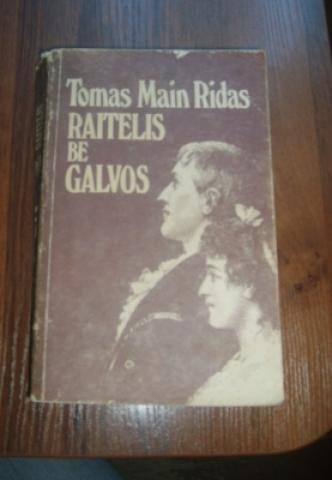 Tomas Main Ridas
RAITELIS
BE
GALVOS